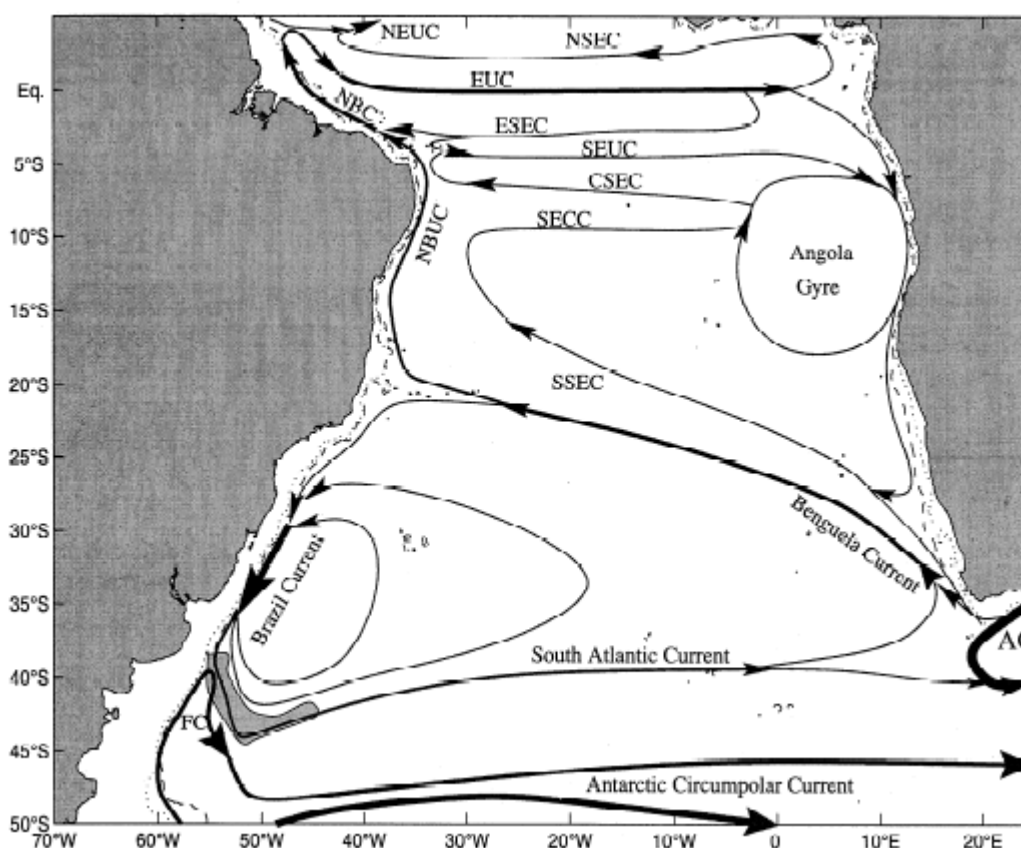 NEUC
NSEC
EUC
Eq.
NBC
ESEC
SEUC
5°S
CSEC
SECC
NBUC
10°S
Angola
Gyre
15°S
SSEC
20°S
25°S
Benguela Current
30°S
Brazil Current
35°S
South Atlantic Current
40°S
FC
45°S
Antarctic Circumpolar Current
50°S
70°W
60°W
50°W
40°W
30°W
20°W
10°W
0
10°E
20°E